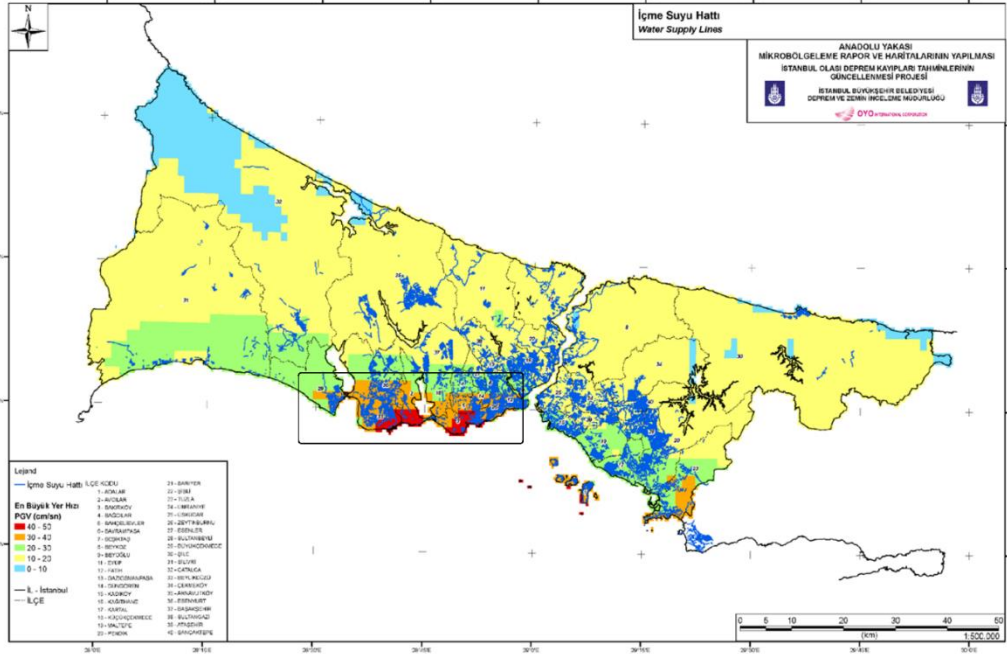 N
İçme Suyu Hattı
Water Supply Lines
ANADOLU YAKASI
MİKROBÖLGELEME RAPOR VE HARİTALARININ YAPILMASI
İSTANBUL OLASI DEPREM KAYIPLARI TAHMİNLERİNİN
GÜNCELLENMESİ PROJESİ
İSTANBUL BÜYÜKŞEHİR BELEDİYESİ
DEPREM VE ZEMİN İNCELEME MÜDÜRLÜĞÜ
OYO INTERNATIONAL CORPORATION
Lejand
İçme Suyu Hattı
En Büyük Yer Hızı
PGV (cm/sn)
40 - 50
30 - 40
20 - 30
10 - 20
0 - 10
İL - İstanbul
İLÇE
İLÇE KODU
1 - ADALAR
2 - AVCILAR
3 - BAKIRKÖY
4 - BAĞCILAR
5 - BAHÇELİEVLER
6 - BAYRAMPAŞA
7 - BEŞİKTAŞ
8 - BEYKOZ
9 - BEYOĞLU
11 - EYÜP
12 - FATİH
13 - GAZİOSMANPAŞA
14 - GÜNGÖREN
15 - KADIKÖY
16 - KAĞITHANE
17 - KARTAL
18 - KÜÇÜKÇEKMECE
19 - MALTEPE
20 - PENDİK
21 - SARIYER
22 - ŞİŞLİ
23 - TUZLA
24 - ÜMRANİYE
25 - ÜSKÜDAR
26 - ZEYTİNBURNU
27 - ESENLER
28 - SULTANBEYLİ
29 - BÜYÜKÇEKMECE
30 - ŞİLE
31 - SİLİVRİ
32 - ÇATALCA
33 - BEYLİKDÜZÜ
34 - ÇEKMEKÖY
35 - ARNAVUTKÖY
36 - ESENYURT
37 - BAŞAKŞEHİR
38 - SULTANGAZİ
39 - ATAŞEHİR
40 - SANCAKTEPE
0 5 10 20 30 40 50
(km)
1:500.000